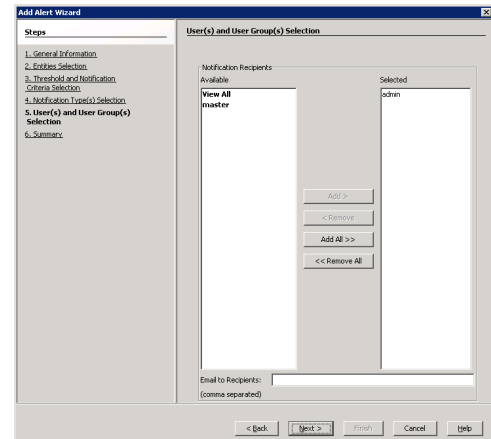 Add Alert Wizard
Steps
1. General Information
2. Entities Selection
3. Threshold and Notification
Criteria Selection
4. Notification Type(s) Selection
5. User(s) and User Group(s)
Selection
6. Summary
User(s) and User Group(s) Selection
Notification Recipients
Available
Selected
View All
master
admin
Add >
< Remove
Add All >>
<< Remove All
Email to Recipients:
(comma separated)
< Back
Next >
Finish
Cancel
Help